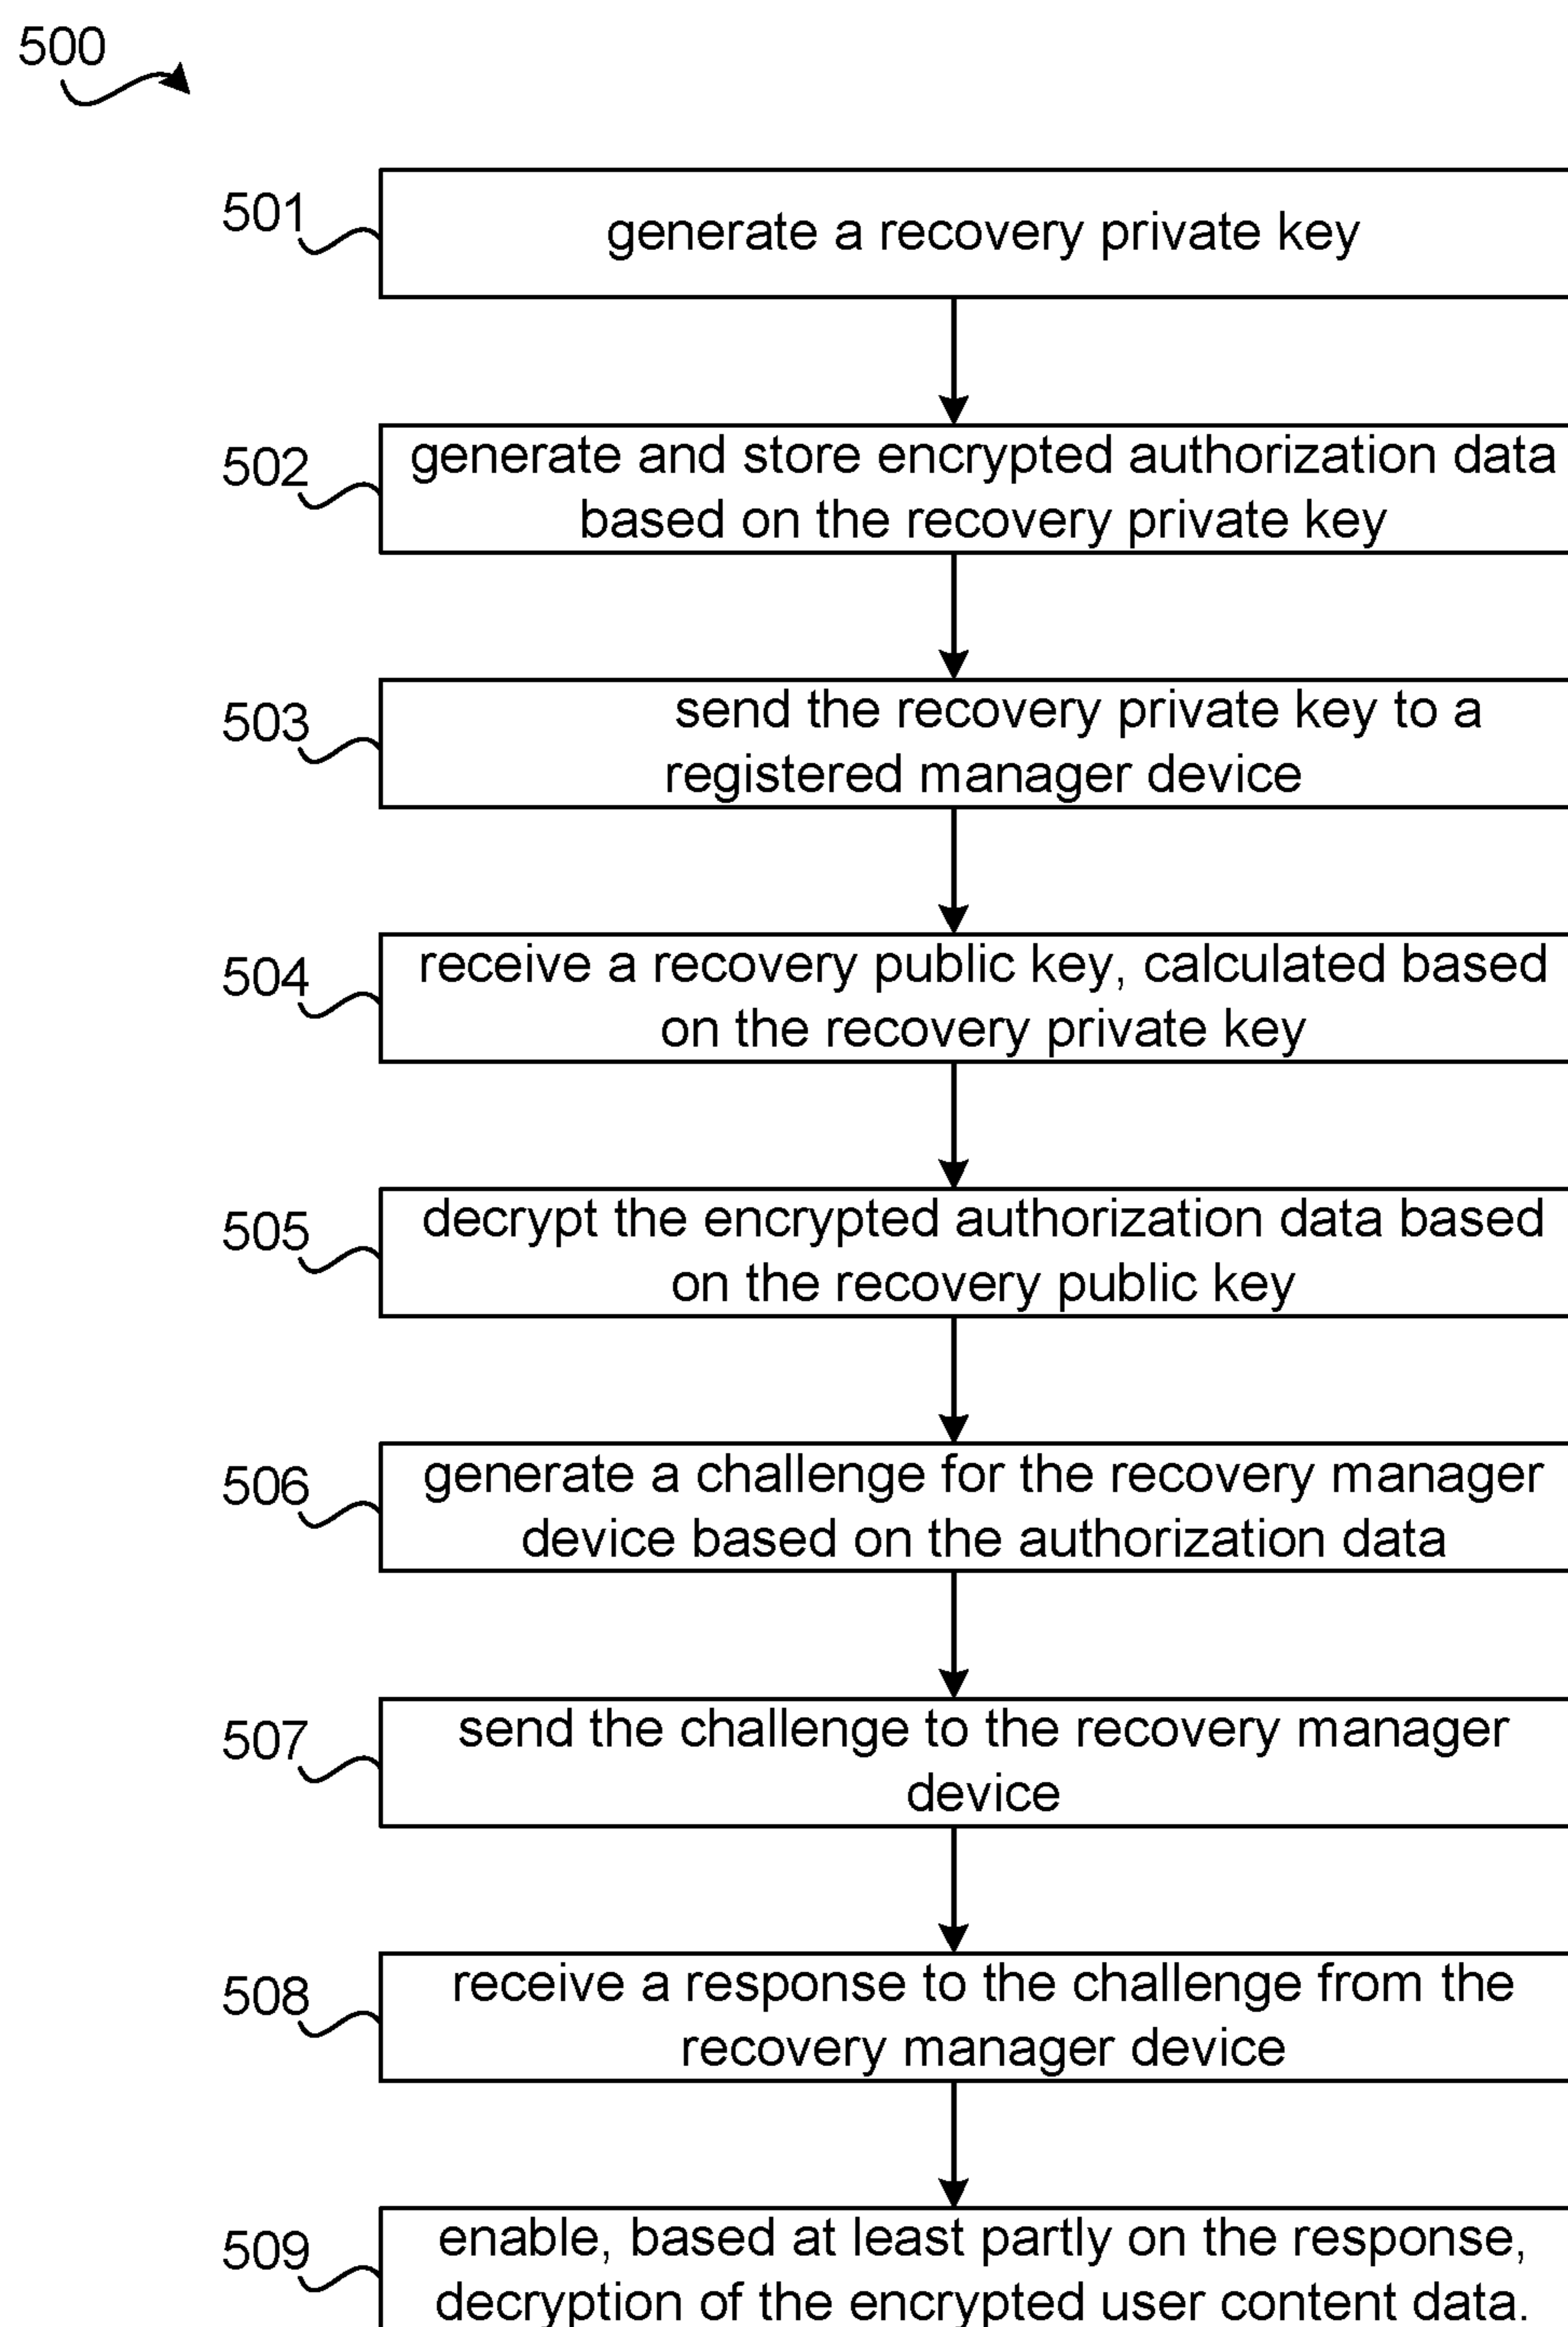 500
501
generate a recovery private key
502
generate and store encrypted authorization data
based on the recovery private key
503
send the recovery private key to a
registered manager device
504
receive a recovery public key, calculated based
on the recovery private key
505
decrypt the encrypted authorization data based
on the recovery public key
506
generate a challenge for the recovery manager
device based on the authorization data
507
send the challenge to the recovery manager
device
508
receive a response to the challenge from the
recovery manager device
509
enable, based at least partly on the response,
decryption of the encrypted user content data.